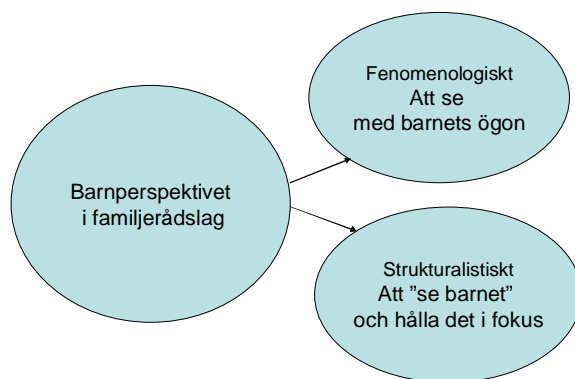 Barnperspektivet
i familjerådslag
Fenomenologiskt
Att se
med barnets ögon
Strukturalistiskt
Att ”se barnet”
och hålla det i fokus